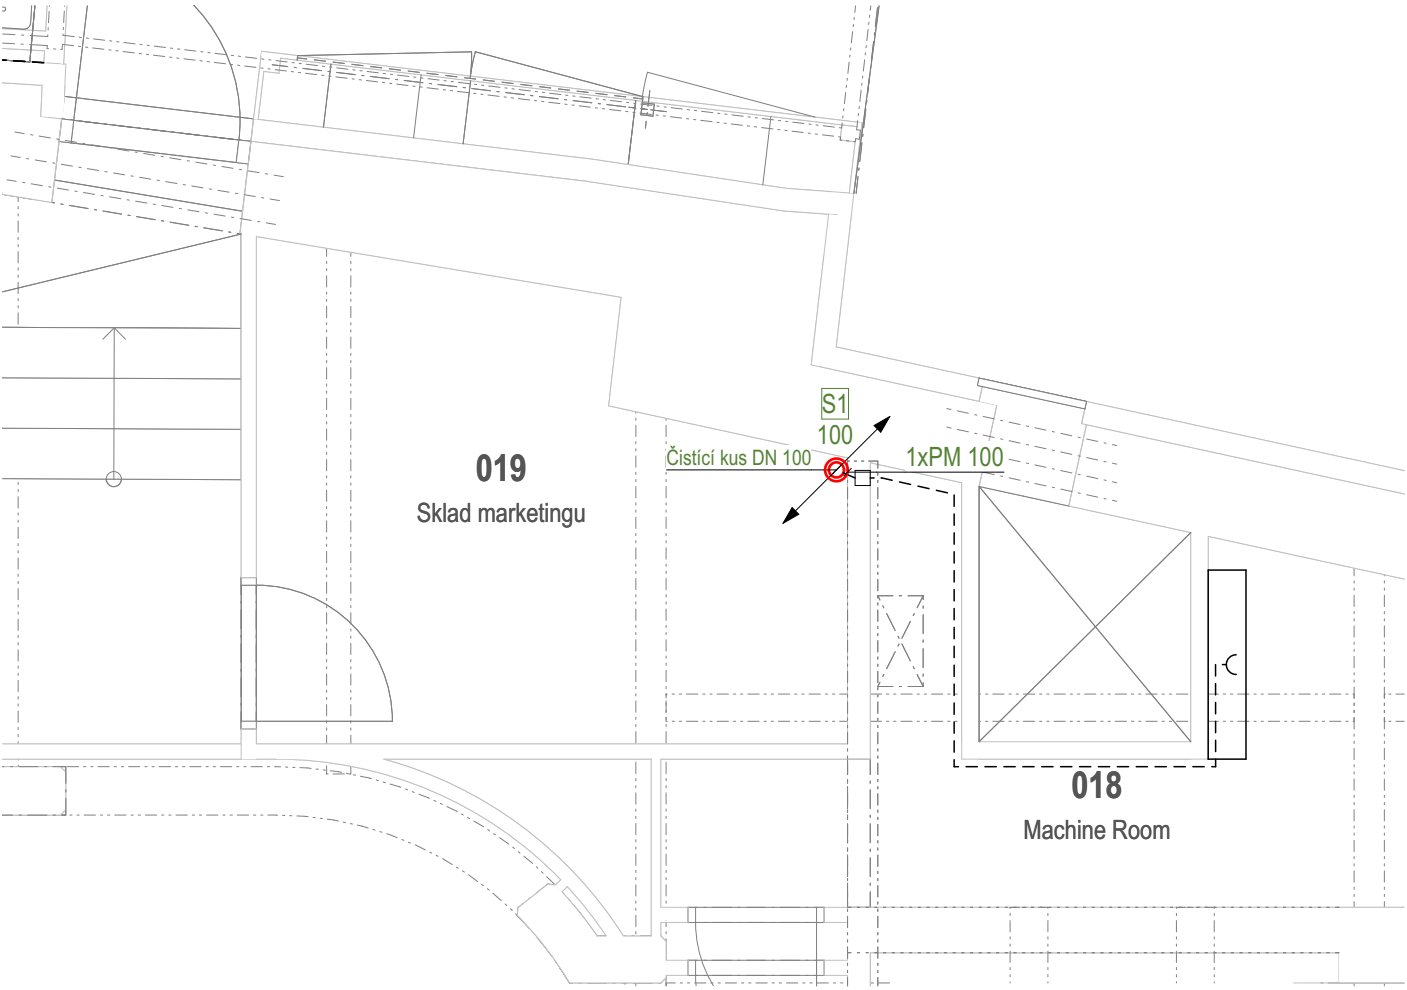 S1
100
Čistící kus DN 100
1xPM 100
019
Sklad marketingu
018
Machine Room